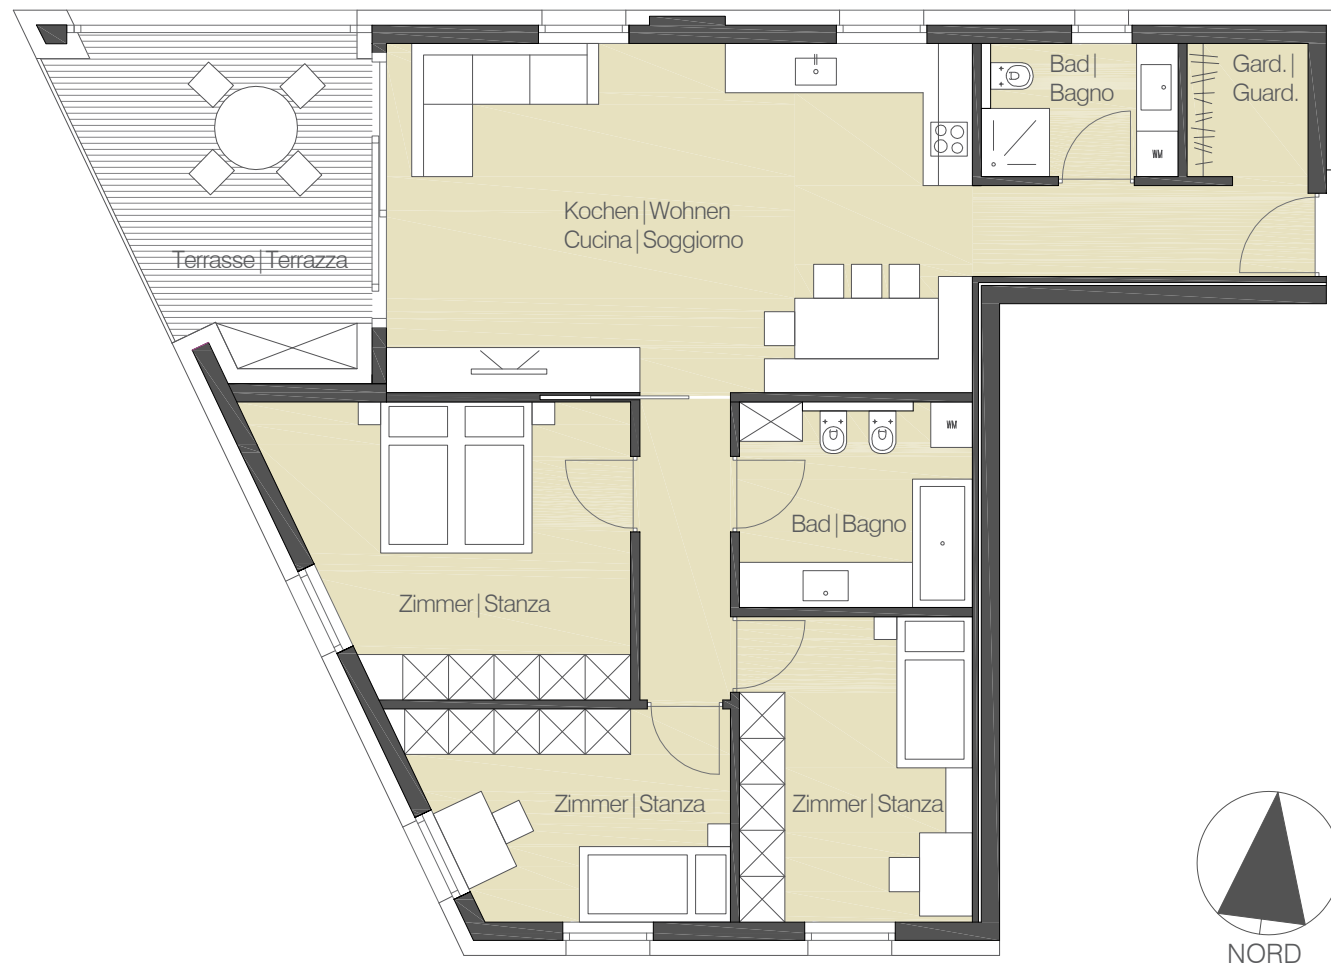 Bad|
Bagno
Gard.|
Guard.
WM
Kochen|Wohnen
Cucina|Soggiorno
Terrasse|Terrazza
WM
Bad|Bagno
Zimmer|Stanza
Zimmer|Stanza
Zimmer|Stanza
NORD